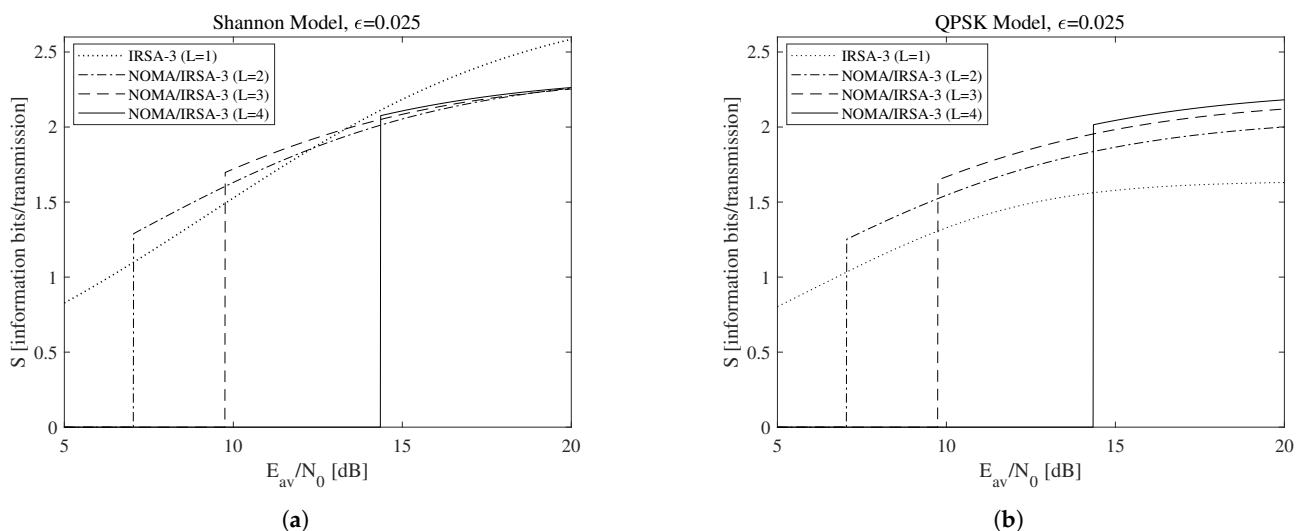 Shannon Model, ϵ=0.025
S [information bits/transmission]
2.5
2
1.5
1
0.5
0
IRSA-3 (L=1)
NOMA/IRSA-3 (L=2)
NOMA/IRSA-3 (L=3)
NOMA/IRSA-3 (L=4)
5 10 15 20
E_av/N_0 [dB]
(a)
QPSK Model, ϵ=0.025
S [information bits/transmission]
2.5
2
1.5
1
0.5
0
IRSA-3 (L=1)
NOMA/IRSA-3 (L=2)
NOMA/IRSA-3 (L=3)
NOMA/IRSA-3 (L=4)
5 10 15 20
E_av/N_0 [dB]
(b)